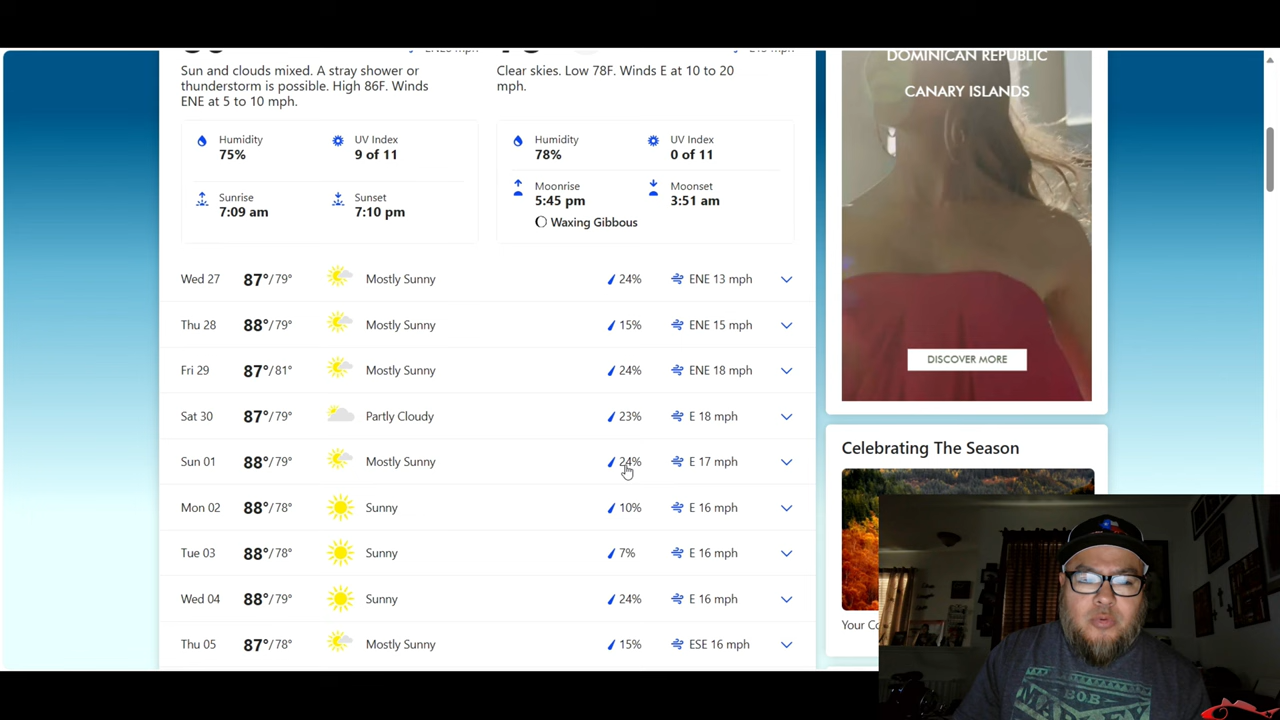 Sun and clouds mixed. A stray shower or
thunderstorm is possible. High 86F. Winds
ENE at 5 to 10 mph.
Clear skies. Low 78F. Winds E at 10 to 20
mph.
Humidity
75%
UV Index
9 of 11
Sunrise
7:09 am
Sunset
7:10 pm
Humidity
78%
UV Index
0 of 11
Moonrise
5:45 pm
Moonset
3:51 am
Waxing Gibbous
Wed 27 87°/79° Mostly Sunny 24% ENE 13 mph
Thu 28 88°/79° Mostly Sunny 15% ENE 15 mph
Fri 29 87°/81° Mostly Sunny 24% ENE 18 mph
Sat 30 87°/79° Partly Cloudy 23% E 18 mph
Sun 01 88°/79° Mostly Sunny 24% E 17 mph
Mon 02 88°/78° Sunny 10% E 16 mph
Tue 03 88°/78° Sunny 7% E 16 mph
Wed 04 88°/79° Sunny 24% E 16 mph
Thu 05 87°/78° Mostly Sunny 15% ESE 16 mph
DOMINICAN REPUBLIC
CANARY ISLANDS
DISCOVER MORE
Celebrating The Season
Your
BOB